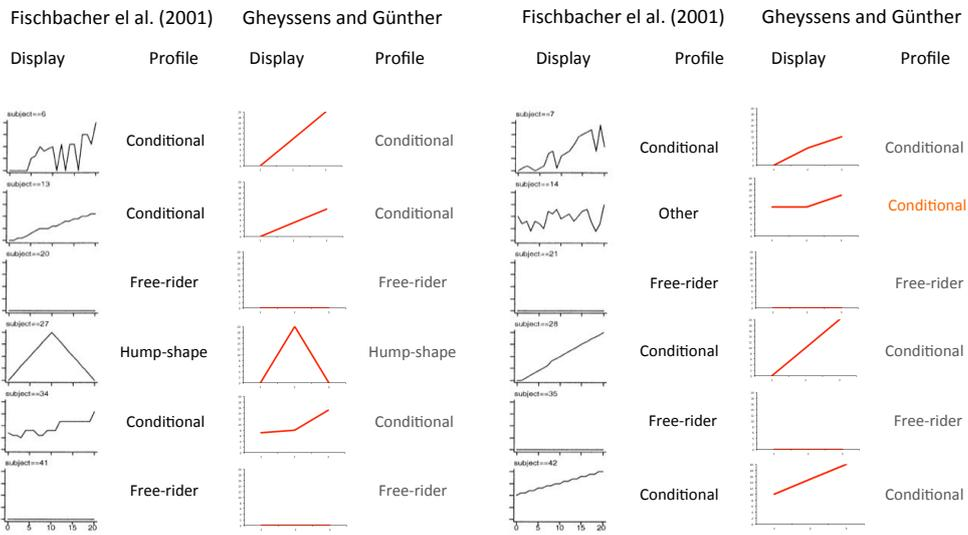 Fischbacher el al. (2001) Gheyssens and Günther Fischbacher el al. (2001) Gheyssens and Günther
Display Profile Display Profile Display Profile Display Profile
subject==6 subject==7
Conditional Conditional Conditional Conditional
subject==13 subject==14
Conditional Conditional Other Conditional
subject==20 subject==21
Free-rider Free-rider Free-rider Free-rider
subject==27 subject==28
Hump-shape Hump-shape Conditional Conditional
subject==34 subject==35
Conditional Conditional Free-rider Free-rider
subject==41 subject==42
Free-rider Free-rider Conditional Conditional
0 5 10 15 20 0 5 10 15 20